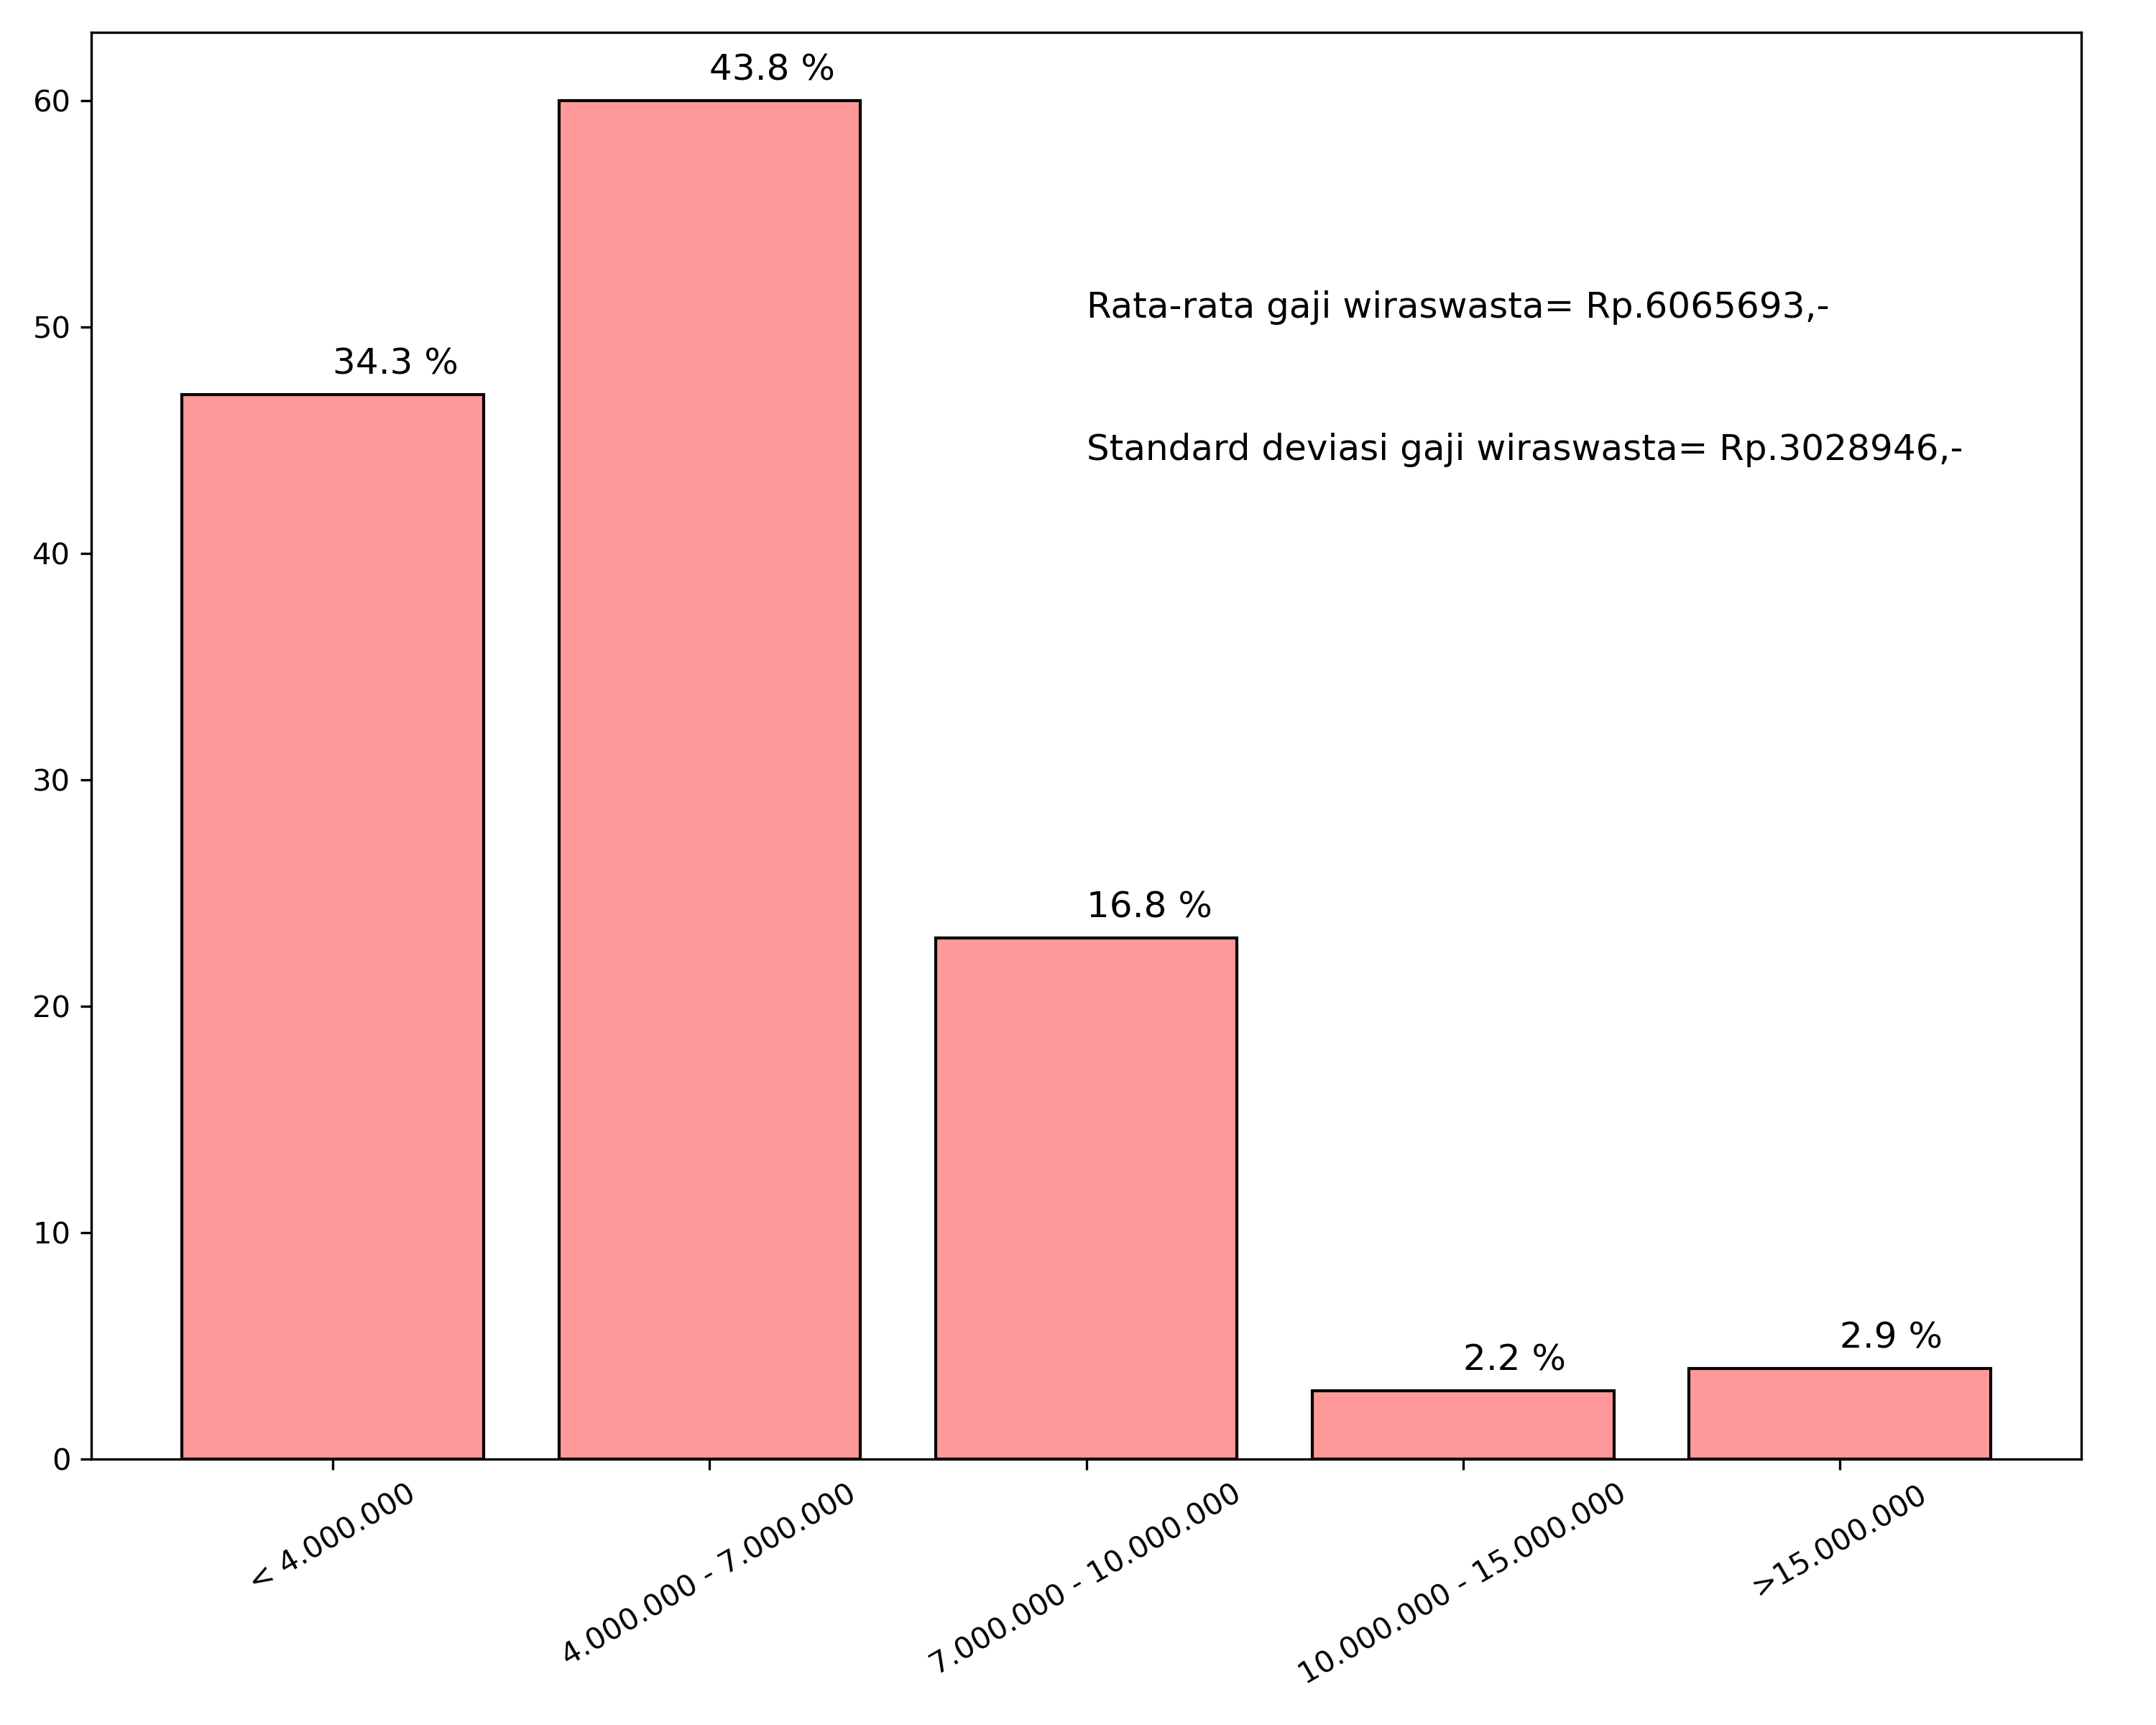 43.8 %
60
50
34.3 %
Rata-rata gaji wiraswasta= Rp.6065693,-
Standard deviasi gaji wiraswasta= Rp.3028946,-
40
30
16.8 %
20
10
2.2 %
2.9 %
0
< 4.000.000
4.000.000 - 7.000.000
7.000.000 - 10.000.000
10.000.000 - 15.000.000
>15.000.000